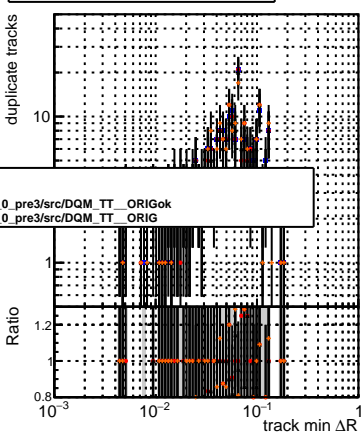 duplicate tracks
10
0_pre3/src/DQM_TT__ORIGok
0_pre3/src/DQM_TT__ORIG
1
Ratio
1.2
1
0.8
10−3
10−2
10−1
1
track min ΔR